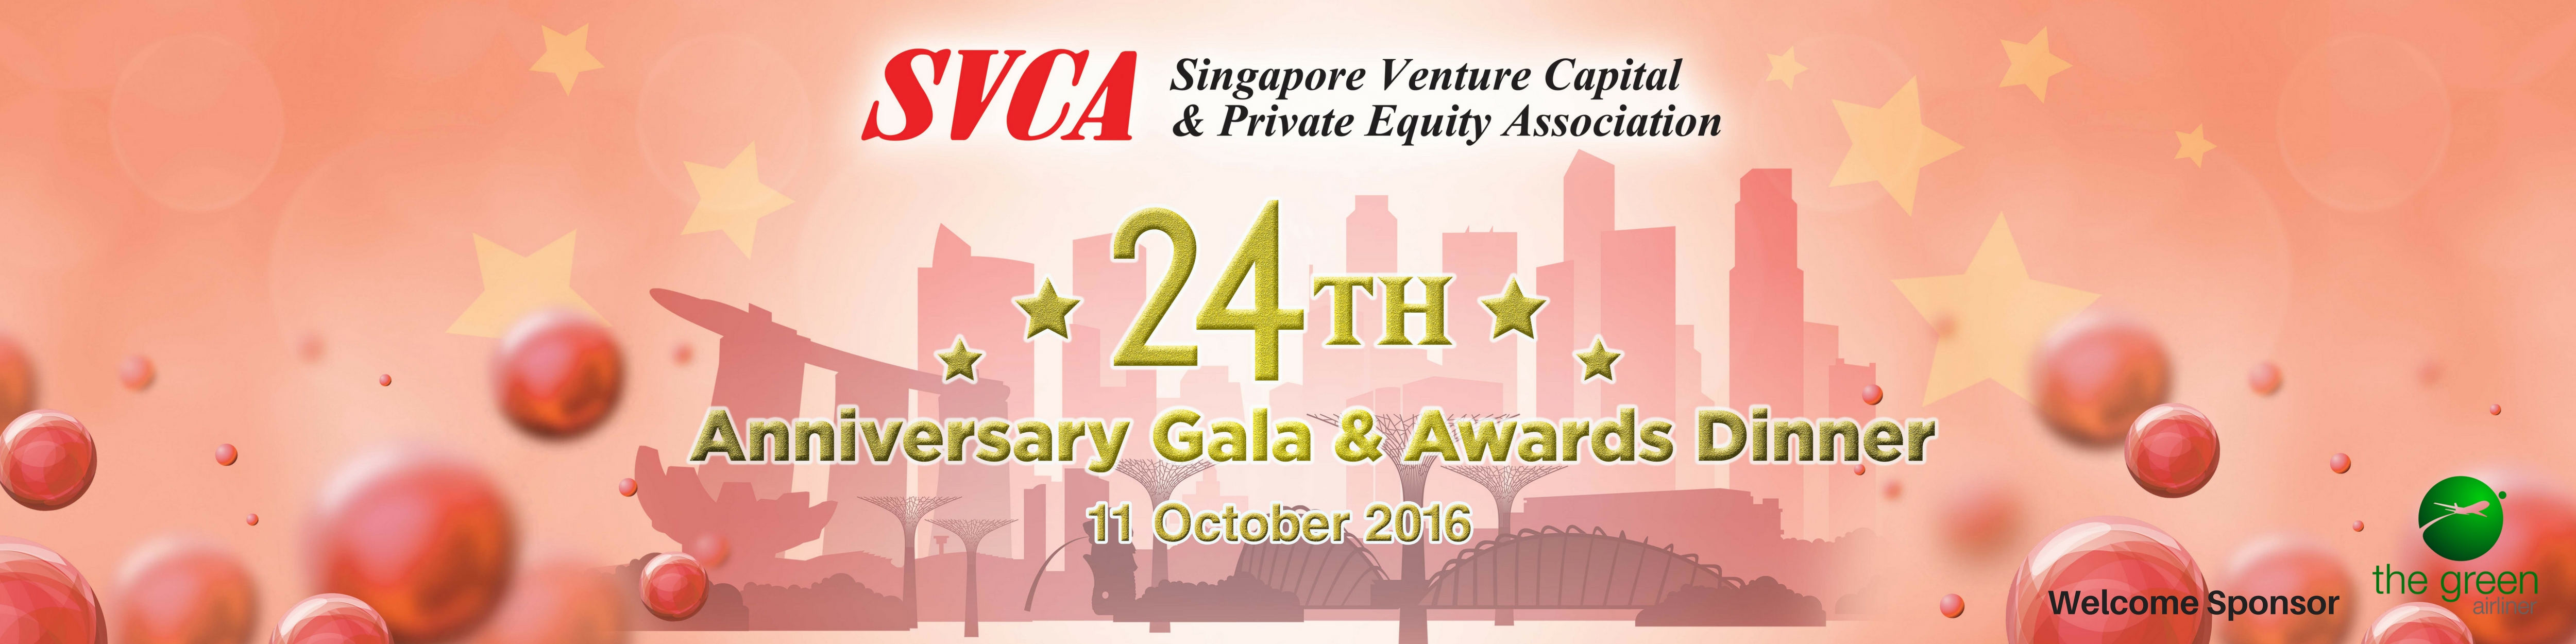 SVCA
Singapore Venture Capital
& Private Equity Association
24TH
Anniversary Gala & Awards Dinner
11 October 2016
Welcome Sponsor
the green
airliner